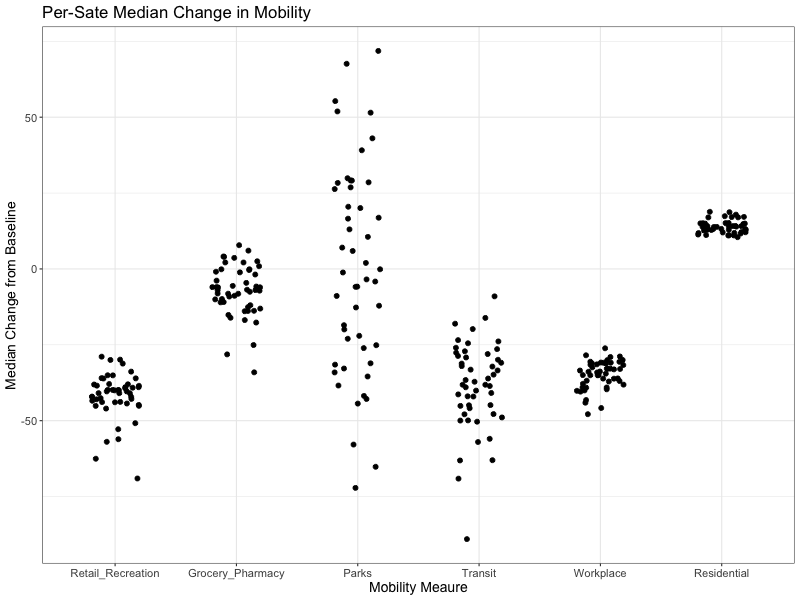 Per-Sate Median Change in Mobility
Median Change from Baseline
50
0
-50
Retail_Recreation Grocery_Pharmacy Parks Transit Workplace Residential
Mobility Meaure